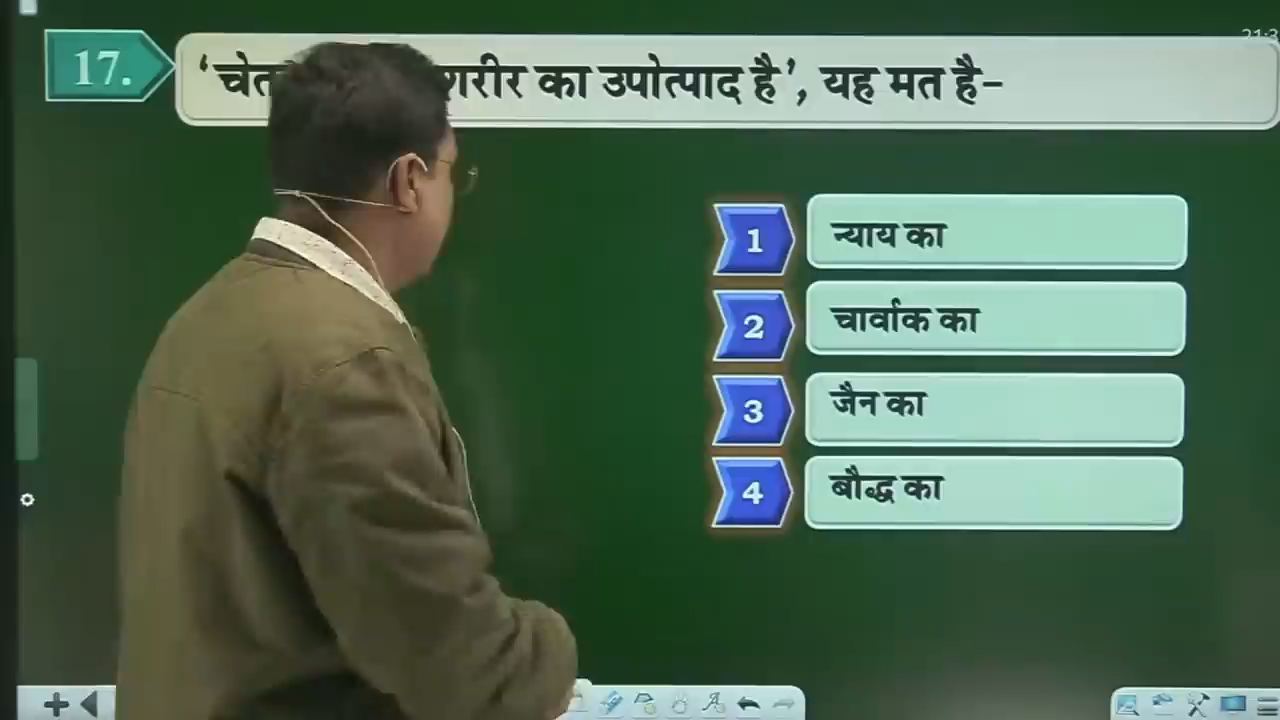 17.
शरीर का उपोत्पाद है’, यह मत है–
1 न्याय का
2 चार्वाक का
3 जैन का
4 बौद्ध का